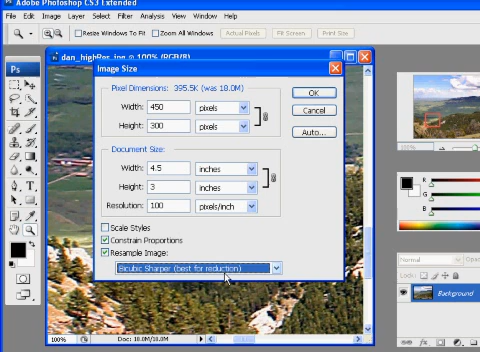 Adobe Photoshop CS3 Extended
File Edit Image Layer Select Filter Analysis View Window Help
Resize Windows To Fit Zoom All Windows Actual Pixels Fit Screen Print Size
dan_highRes.jpg @ 100% (RGB/8)
Ps
Image Size
Pixel Dimensions: 395.5K (was 18.0M)
Width: 450 pixels
Height: 300 pixels
OK
Cancel
Auto...
Document Size:
Width: 4.5 inches
Height: 3 inches
Resolution: 100 pixels/inch
Scale Styles
Constrain Proportions
Resample Image:
Bicubic Sharper (best for reduction)
100% Doc: 18.0M/18.0M
100%
R
G
B
Normal
Lock:
Background
fx